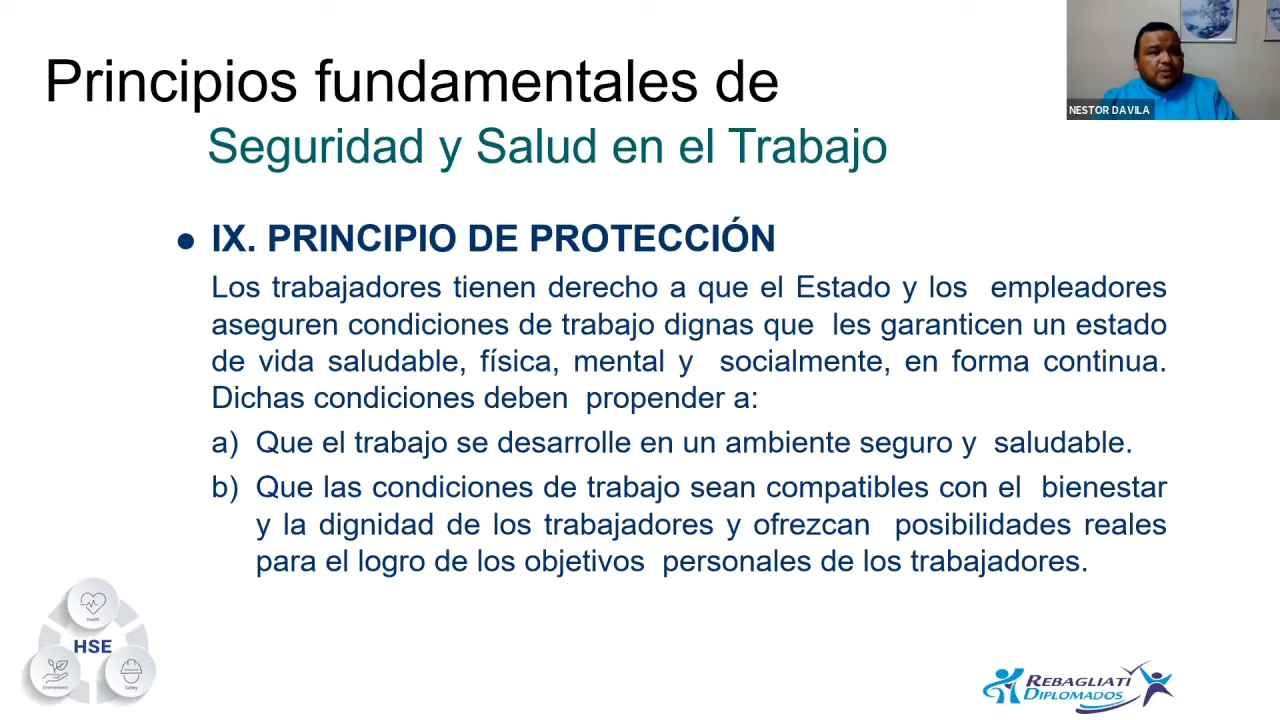 Principios fundamentales de
Seguridad y Salud en el Trabajo
NESTOR DAVILA
● IX. PRINCIPIO DE PROTECCIÓN
Los trabajadores tienen derecho a que el Estado y los empleadores
aseguren condiciones de trabajo dignas que les garanticen un estado
de vida saludable, física, mental y socialmente, en forma continua.
Dichas condiciones deben propender a:
a) Que el trabajo se desarrolle en un ambiente seguro y saludable.
b) Que las condiciones de trabajo sean compatibles con el bienestar
y la dignidad de los trabajadores y ofrezcan posibilidades reales
para el logro de los objetivos personales de los trabajadores.
Health
HSE
Environment
Safety
REBAGLIATI
DIPLOMADOS